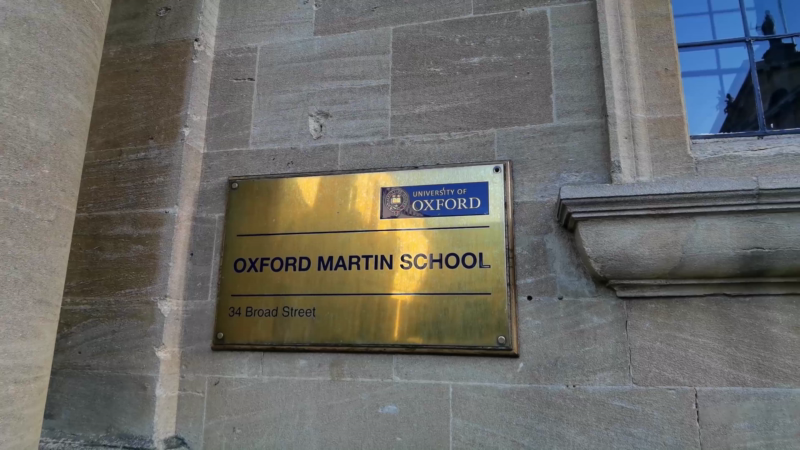 UNIVERSITY OF
OXFORD
OXFORD MARTIN SCHOOL
34 Broad Street